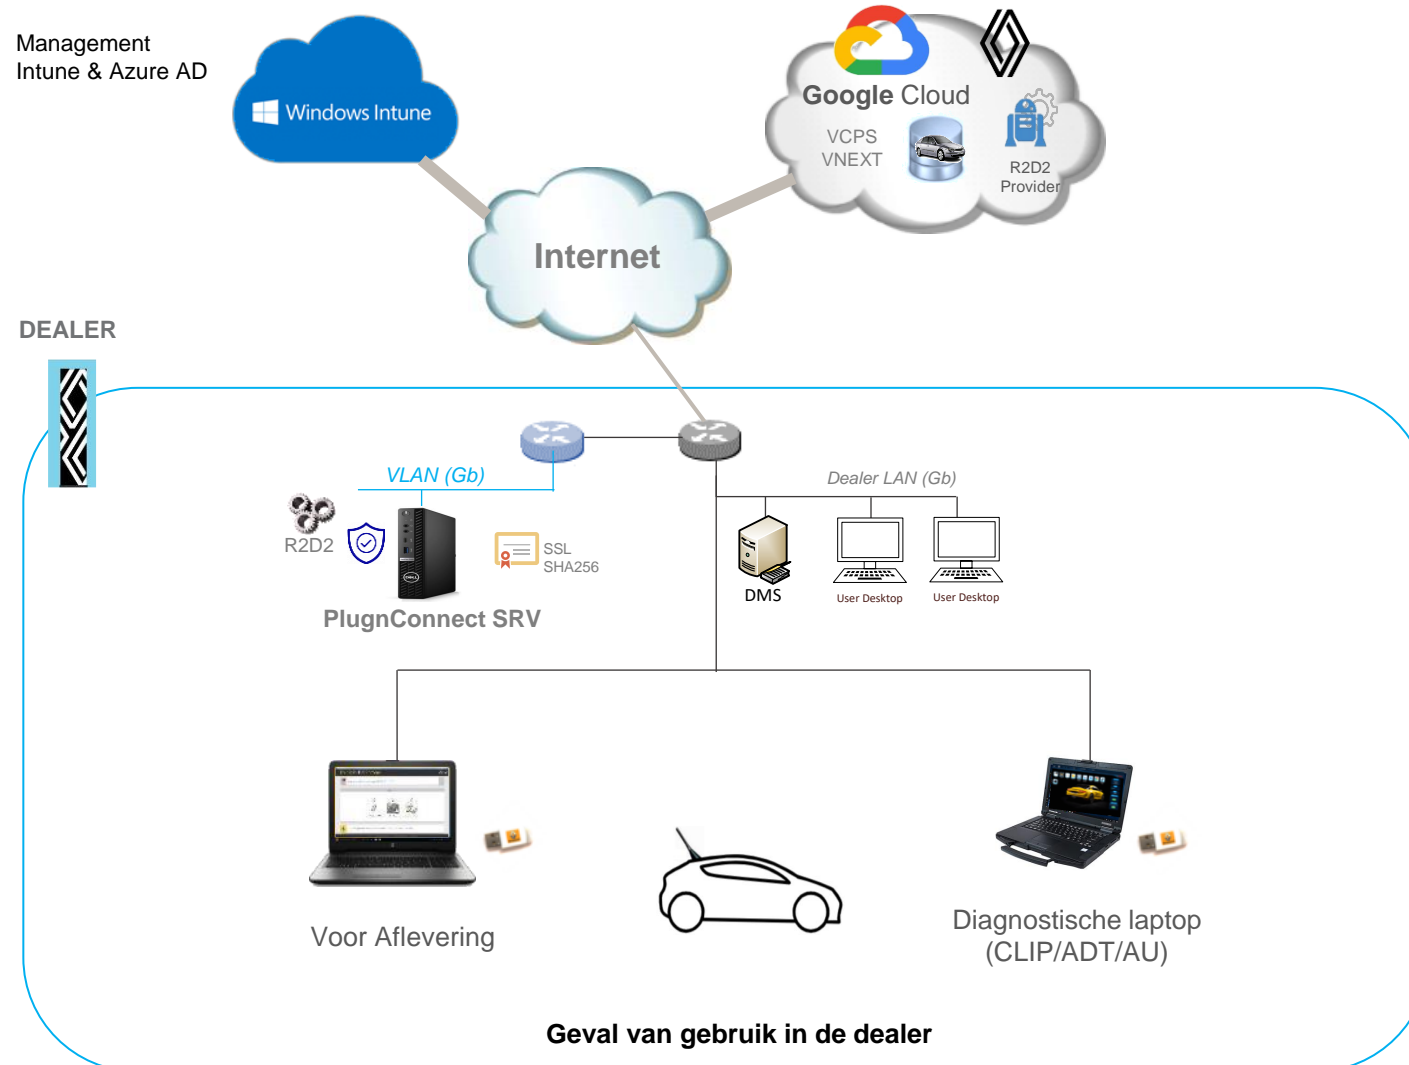 Management
Intune & Azure AD
Windows Intune
Google Cloud
VCPS
VNEXT
R2D2
Provider
Internet
DEALER
VLAN (Gb)
Dealer LAN (Gb)
R2D2
SSL
SHA256
DELL
PlugnConnect SRV
DMS
User Desktop
User Desktop
Voor Aflevering
Diagnostische laptop
(CLIP/ADT/AU)
Geval van gebruik in de dealer